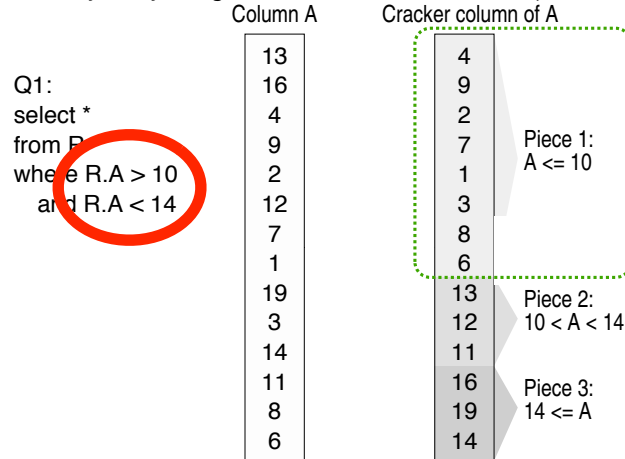 Column A
Cracker column of A
Q1:
select *
from R
where R.A > 10
and R.A < 14
13
16
4
9
2
12
7
1
19
3
14
11
8
6
4
9
2
7
1
3
8
6
13
12
11
16
19
14
Piece 1:
A <= 10
Piece 2:
10 < A < 14
Piece 3:
14 <= A